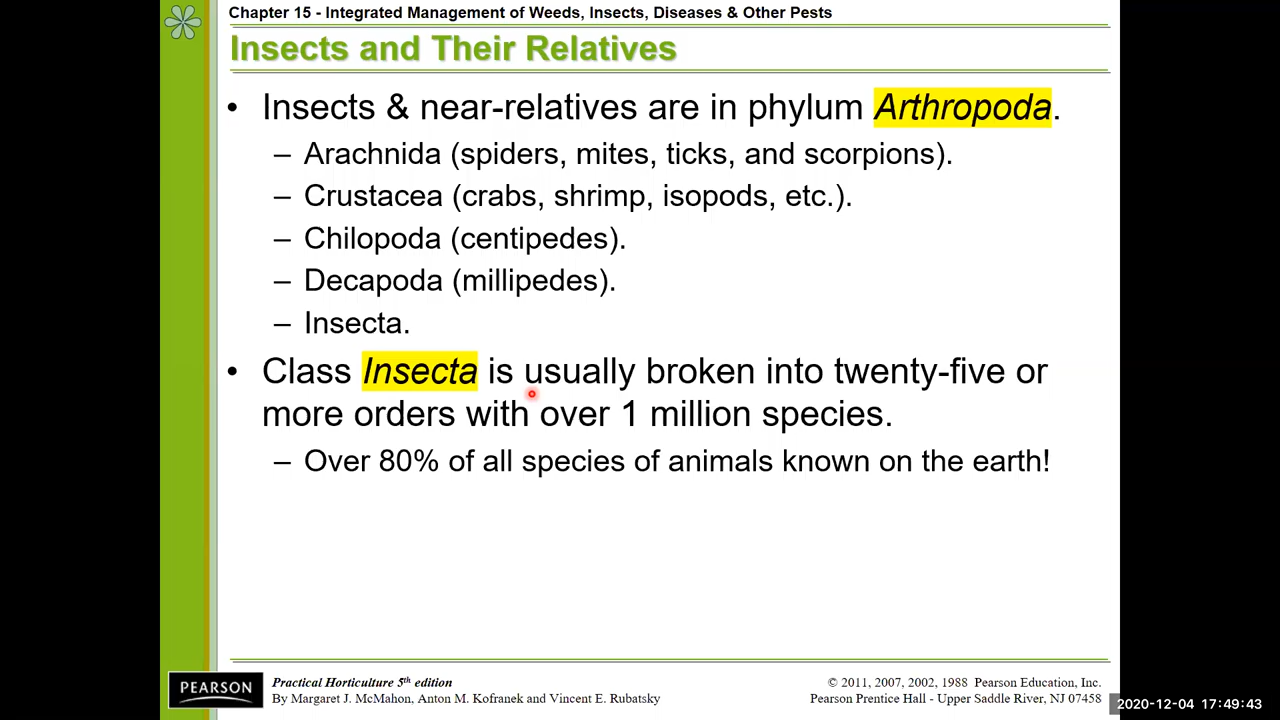 Chapter 15 - Integrated Management of Weeds, Insects, Diseases & Other Pests
Insects and Their Relatives
• Insects & near-relatives are in phylum Arthropoda.
– Arachnida (spiders, mites, ticks, and scorpions).
– Crustacea (crabs, shrimp, isopods, etc.).
– Chilopoda (centipedes).
– Decapoda (millipedes).
– Insecta.
• Class Insecta is usually broken into twenty-five or
more orders with over 1 million species.
– Over 80% of all species of animals known on the earth!
PEARSON
Practical Horticulture 5th edition
By Margaret J. McMahon, Anton M. Kofranek and Vincent E. Rubatsky
© 2011, 2007, 2002, 1988 Pearson Education, Inc.
Pearson Prentice Hall - Upper Saddle River, NJ 07458
2020-12-04 17:49:43